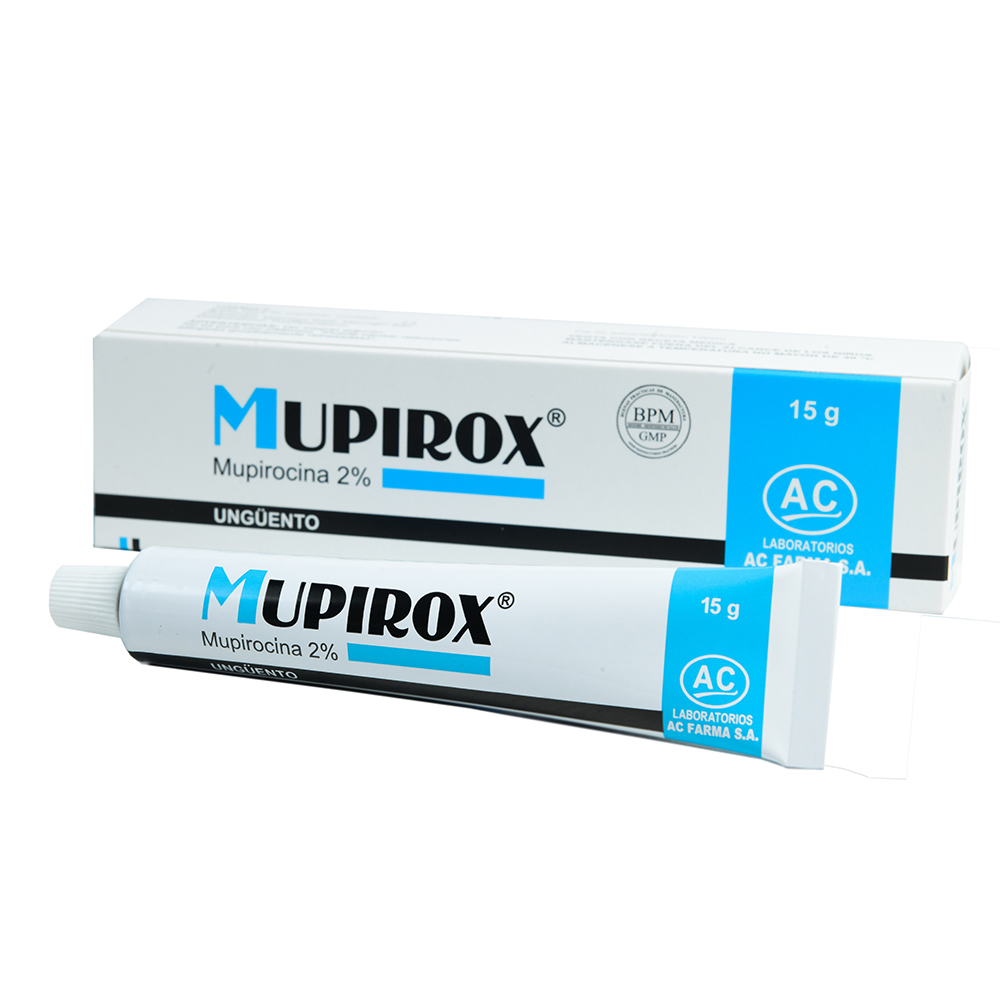 MUPIROX®
Mupirocina 2%
UNGÜENTO
BPM
GMP
15 g
AC
LABORATORIOS
AC FARMA S.A.
MUPIROX®
Mupirocina 2%
UNGÜENTO
15 g
AC
LABORATORIOS
AC FARMA S.A.